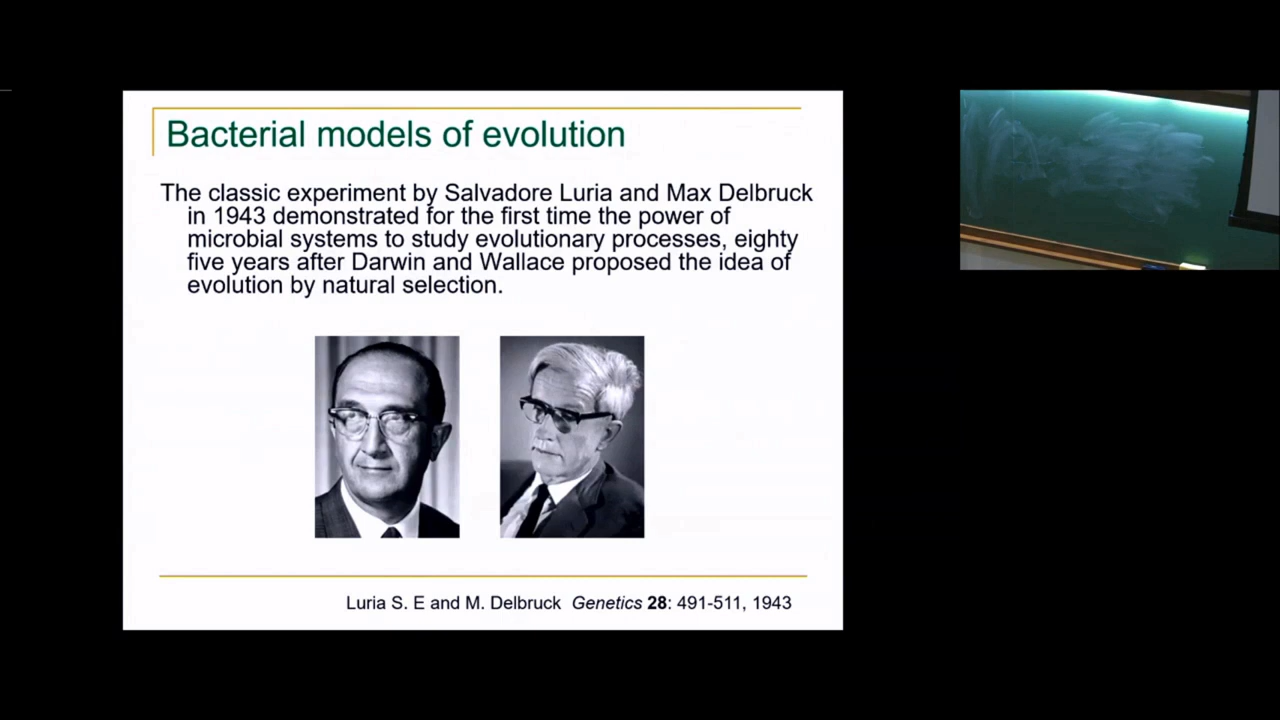 Bacterial models of evolution
The classic experiment by Salvadore Luria and Max Delbruck
in 1943 demonstrated for the first time the power of
microbial systems to study evolutionary processes, eighty
five years after Darwin and Wallace proposed the idea of
evolution by natural selection.
Luria S. E and M. Delbruck Genetics 28: 491-511, 1943